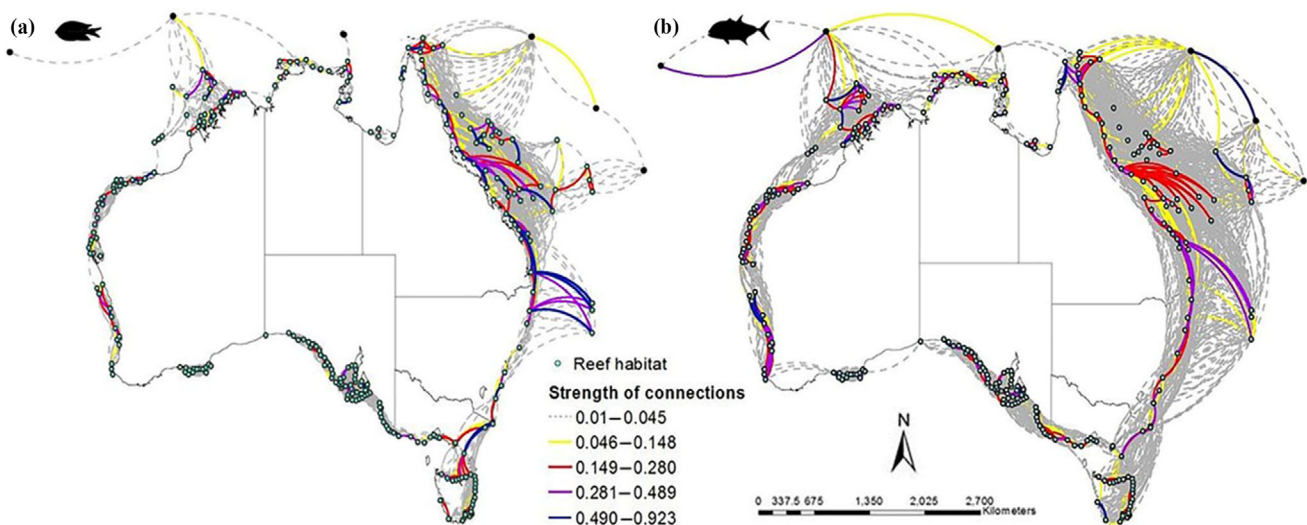 (a)
(b)
Reef habitat
Strength of connections
0.01–0.045
0.046–0.148
0.149–0.280
0.281–0.489
0.490–0.923
N
0 337.5 675 1,350 2,025 2,700
Kilometers